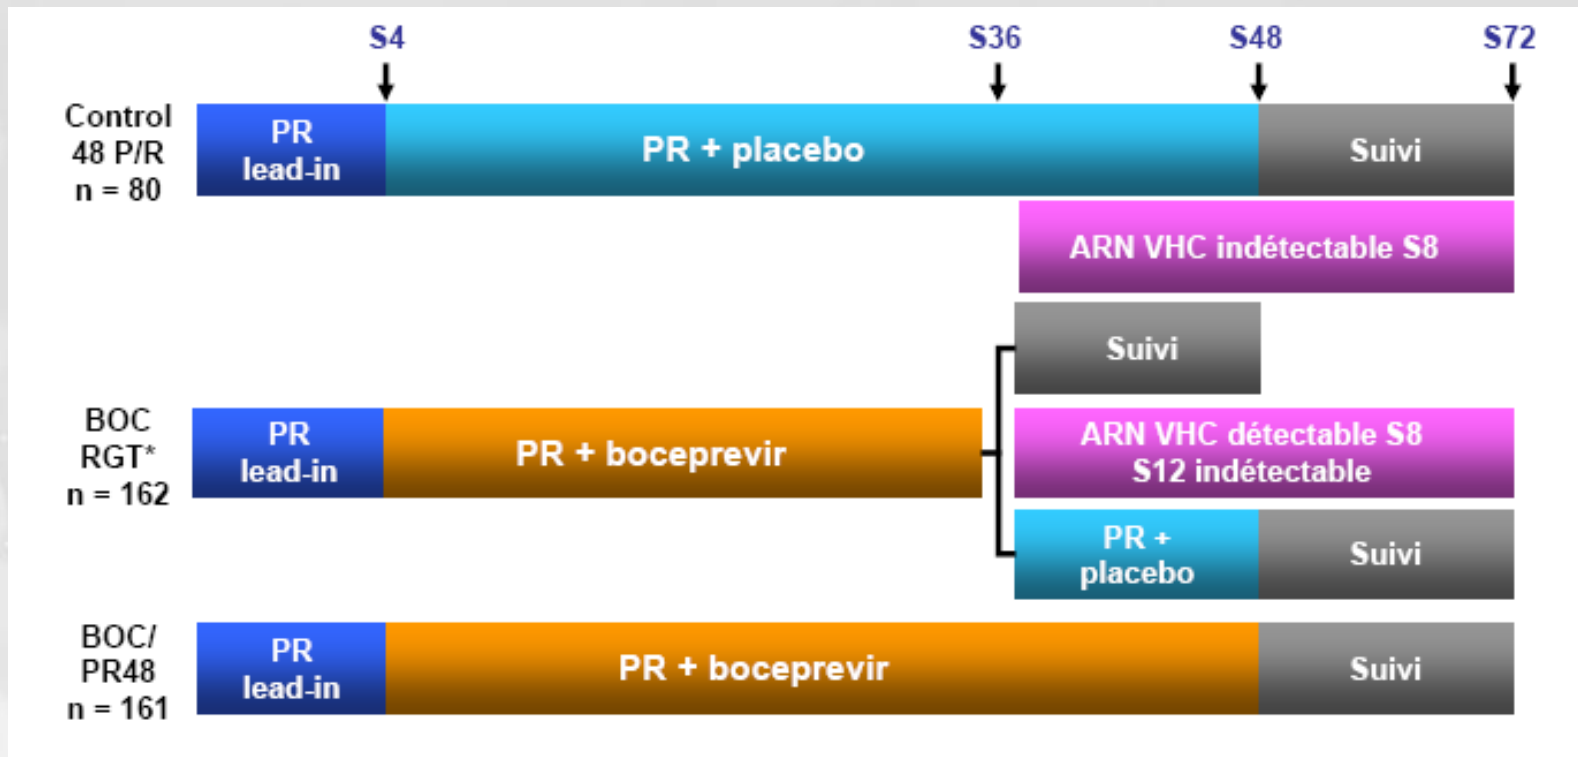 S4
S36
S48
S72
Control
48 P/R
n = 80
PR
lead-in
PR + placebo
Suivi
ARN VHC indétectable S8
Suivi
BOC
RGT*
n = 162
PR
lead-in
PR + boceprevir
ARN VHC détectable S8
S12 indétectable
PR +
placebo
Suivi
BOC/
PR48
n = 161
PR
lead-in
PR + boceprevir
Suivi